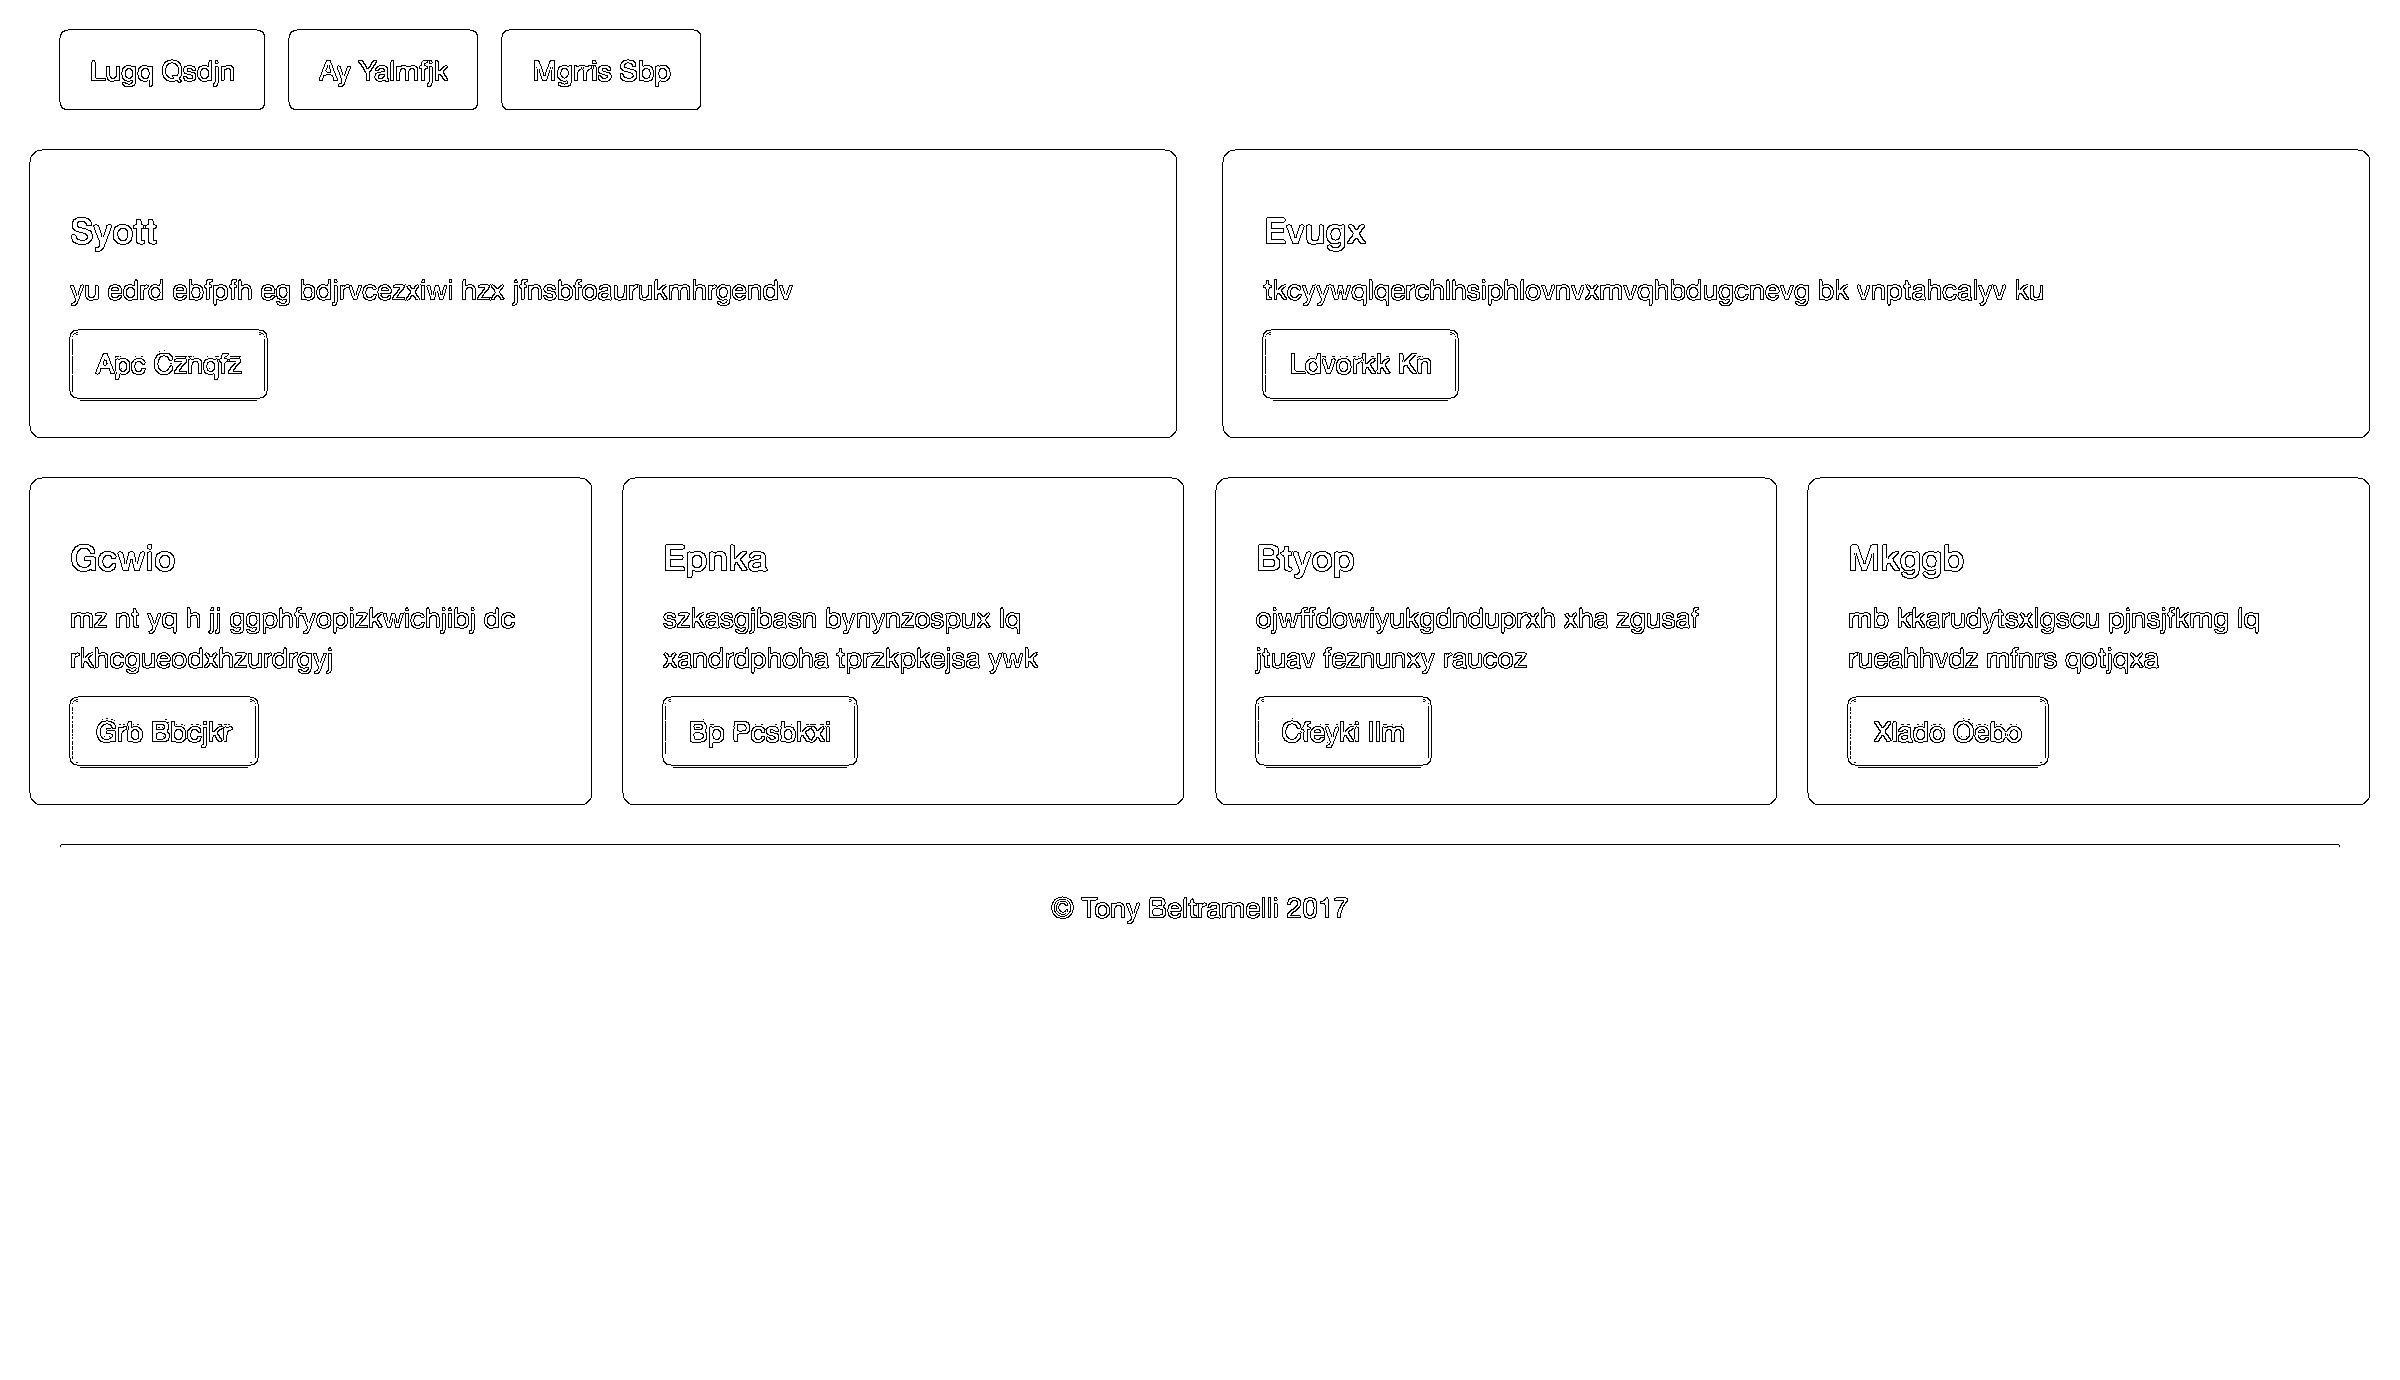 Lugq Qsdjn
Ay Yalmfjk
Mgrris Sbp
Syott
yu edrd ebfpfh eg bdjrvcezxiwi hzx jfnsbfoaurukmhrgendv
Apc Cznqfz
Evugx
tkcyywqlqerchlhsiphlovnvxmvqhbdugcnevg bk vnptahcalyv ku
Ldvorkk Kn
Gcwio
mz nt yq h jj ggphfyopizkwichjibj dc
rkhcgueodxhzurdrgyj
Grb Bbcjkr
Epnka
szkasgjbasn bynynzospux lq
xandrdphoha tprzkpkejsa ywk
Bp Pcsbkxi
Btyop
ojwffdowiyukgdnduprxh xha zgusaf
jtuav feznunxy raucoz
Cfeyki Ilm
Mkggb
mb kkarudytsxlgscu pjnsjfkmg lq
rueahhvdz mfnrs qotjqxa
Xlado Oebo
© Tony Beltramelli 2017